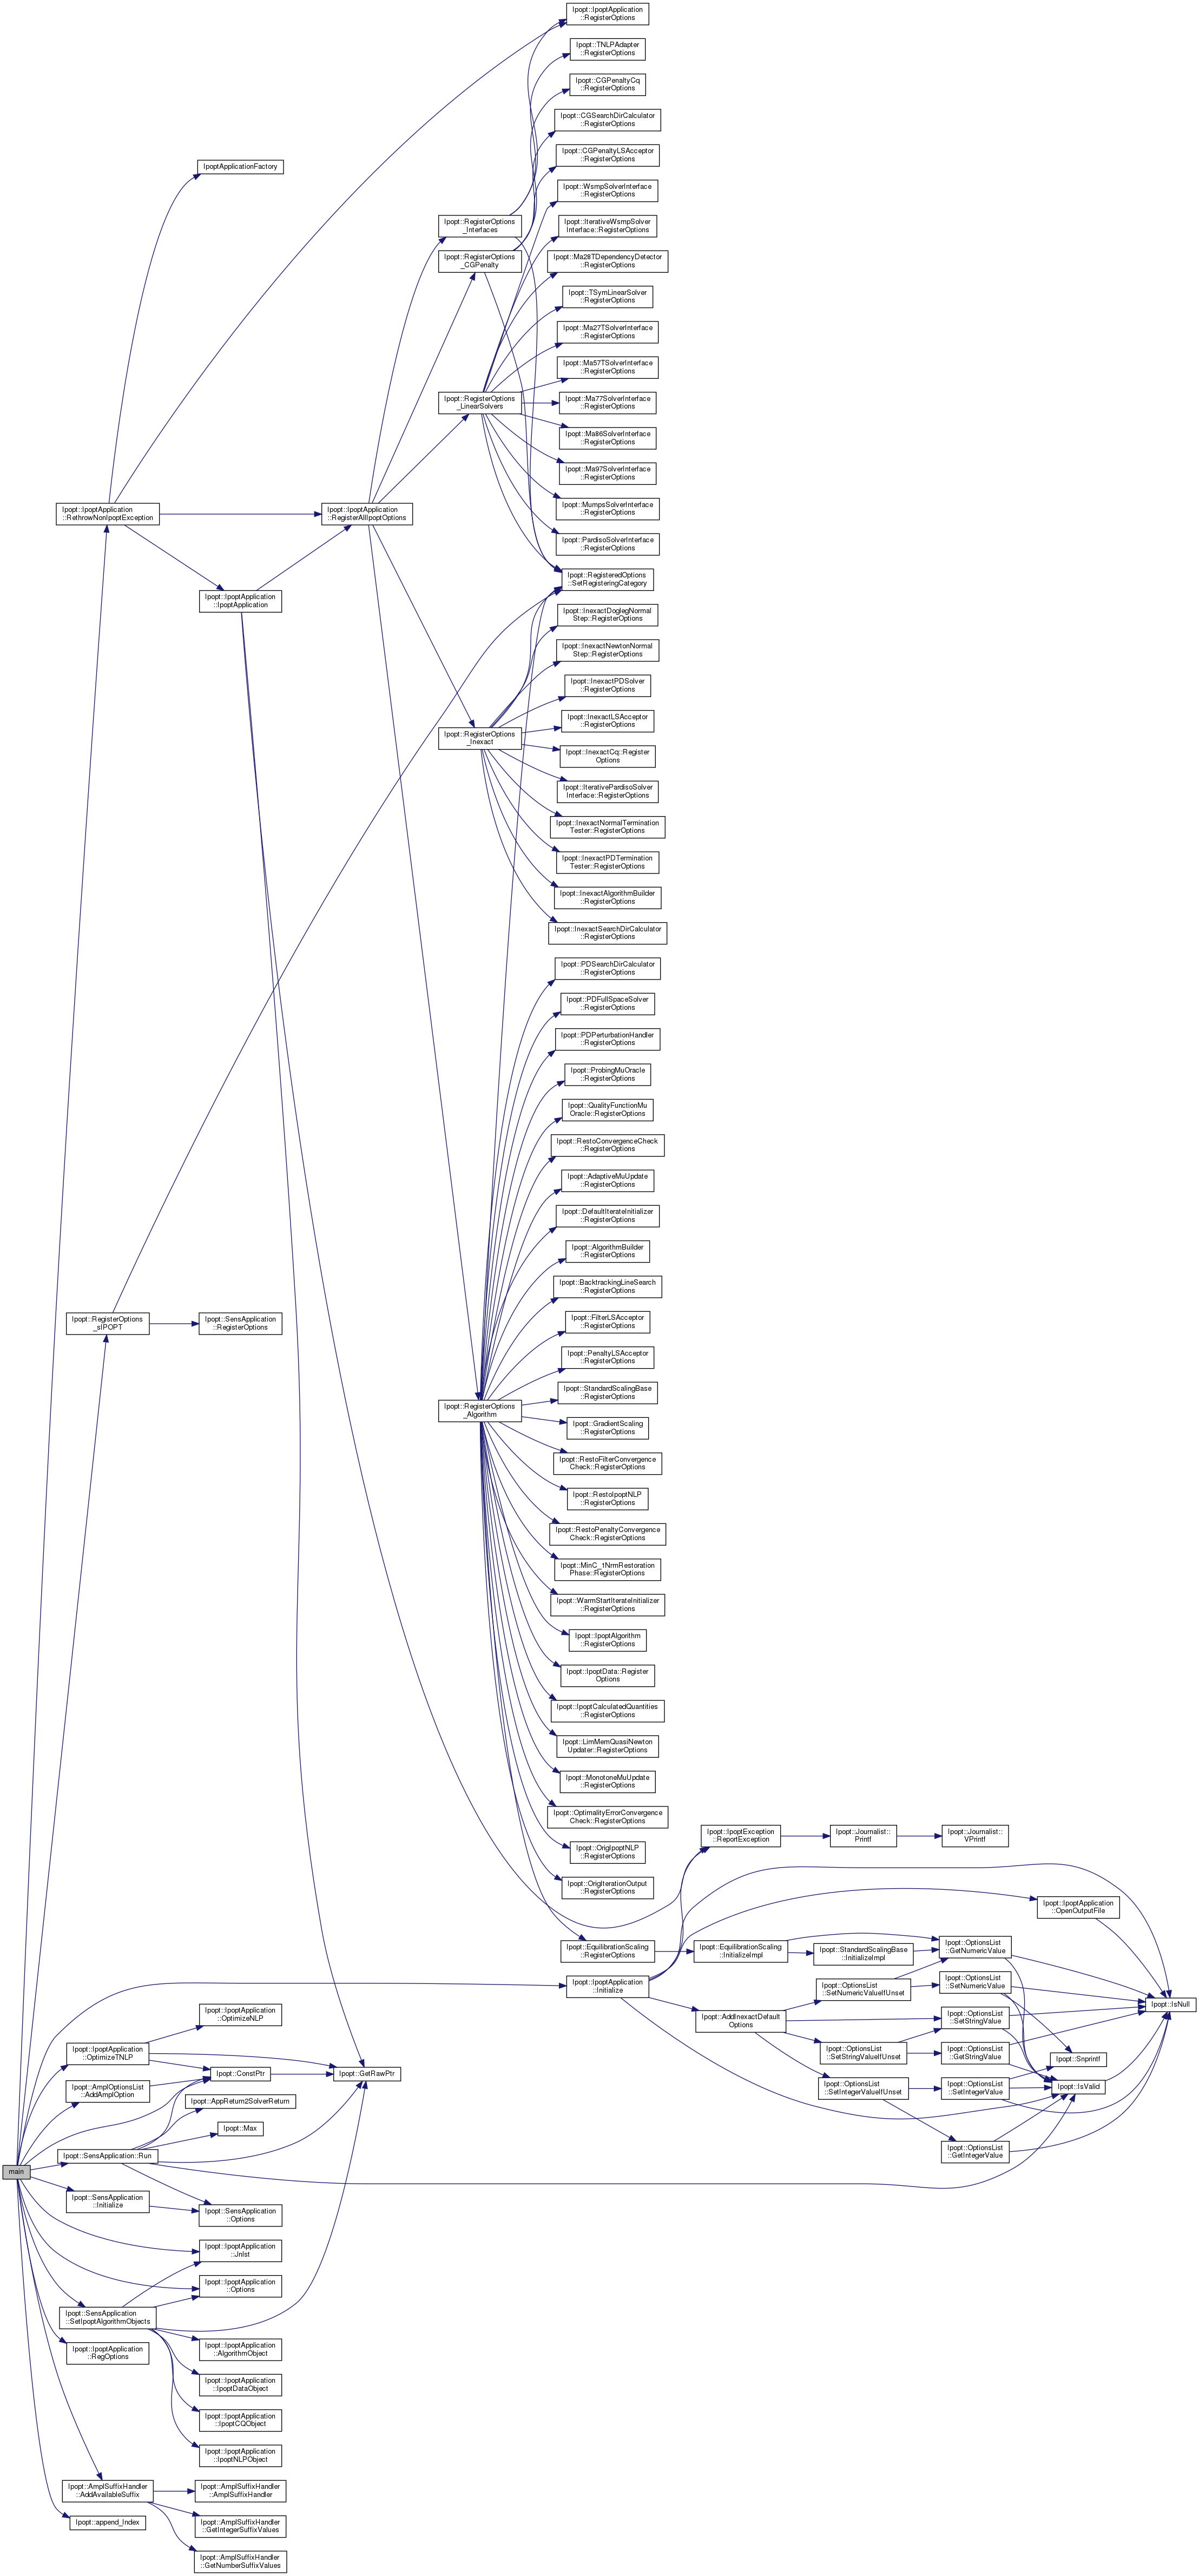 Ipopt::IpoptApplication
::RegisterOptions
Ipopt::TNLPAdapter
::RegisterOptions
Ipopt::CGPenaltyCq
::RegisterOptions
Ipopt::CGSearchDirCalculator
::RegisterOptions
Ipopt::CGPenaltyLSAcceptor
::RegisterOptions
IpoptApplicationFactory
Ipopt::WsmpSolverInterface
::RegisterOptions
Ipopt::RegisterOptions
_Interfaces
Ipopt::IterativeWsmpSolver
Interface::RegisterOptions
Ipopt::RegisterOptions
_CGPenalty
Ipopt::Ma28TDependencyDetector
::RegisterOptions
Ipopt::TSymLinearSolver
::RegisterOptions
Ipopt::Ma27TSolverInterface
::RegisterOptions
Ipopt::Ma57TSolverInterface
::RegisterOptions
Ipopt::RegisterOptions
_LinearSolvers
Ipopt::Ma77SolverInterface
::RegisterOptions
Ipopt::Ma86SolverInterface
::RegisterOptions
Ipopt::Ma97SolverInterface
::RegisterOptions
Ipopt::IpoptApplication
::RethrowNonIpoptException
Ipopt::IpoptApplication
::RegisterAllIpoptOptions
Ipopt::MumpsSolverInterface
::RegisterOptions
Ipopt::PardisoSolverInterface
::RegisterOptions
Ipopt::RegisteredOptions
::SetRegisteringCategory
Ipopt::IpoptApplication
::IpoptApplication
Ipopt::InexactDoglegNormal
Step::RegisterOptions
Ipopt::InexactNewtonNormal
Step::RegisterOptions
Ipopt::InexactPDSolver
::RegisterOptions
Ipopt::InexactLSAcceptor
::RegisterOptions
Ipopt::RegisterOptions
_Inexact
Ipopt::InexactCq::Register
Options
Ipopt::IterativePardisoSolver
Interface::RegisterOptions
Ipopt::InexactNormalTermination
Tester::RegisterOptions
Ipopt::InexactPDTermination
Tester::RegisterOptions
Ipopt::InexactAlgorithmBuilder
::RegisterOptions
Ipopt::InexactSearchDirCalculator
::RegisterOptions
Ipopt::PDSearchDirCalculator
::RegisterOptions
Ipopt::PDFullSpaceSolver
::RegisterOptions
Ipopt::PDPerturbationHandler
::RegisterOptions
Ipopt::ProbingMuOracle
::RegisterOptions
Ipopt::QualityFunctionMu
Oracle::RegisterOptions
Ipopt::RestoConvergenceCheck
::RegisterOptions
Ipopt::AdaptiveMuUpdate
::RegisterOptions
Ipopt::DefaultIterateInitializer
::RegisterOptions
Ipopt::AlgorithmBuilder
::RegisterOptions
Ipopt::BacktrackingLineSearch
::RegisterOptions
Ipopt::RegisterOptions
_sIPOPT
Ipopt::SensApplication
::RegisterOptions
Ipopt::FilterLSAcceptor
::RegisterOptions
Ipopt::PenaltyLSAcceptor
::RegisterOptions
Ipopt::StandardScalingBase
::RegisterOptions
Ipopt::RegisterOptions
_Algorithm
Ipopt::GradientScaling
::RegisterOptions
Ipopt::RestoFilterConvergence
Check::RegisterOptions
Ipopt::RestoIpoptNLP
::RegisterOptions
Ipopt::RestoPenaltyConvergence
Check::RegisterOptions
Ipopt::MinC_1NrmRestoration
Phase::RegisterOptions
Ipopt::WarmStartIterateInitializer
::RegisterOptions
Ipopt::IpoptAlgorithm
::RegisterOptions
Ipopt::IpoptData::Register
Options
Ipopt::IpoptCalculatedQuantities
::RegisterOptions
Ipopt::LimMemQuasiNewton
Updater::RegisterOptions
Ipopt::MonotoneMuUpdate
::RegisterOptions
Ipopt::OptimalityErrorConvergence
Check::RegisterOptions
Ipopt::IpoptException
::ReportException
Ipopt::Journalist::
Printf
Ipopt::Journalist::
VPrintf
Ipopt::OrigIpoptNLP
::RegisterOptions
Ipopt::OrigIterationOutput
::RegisterOptions
Ipopt::IpoptApplication
::OpenOutputFile
Ipopt::EquilibrationScaling
::RegisterOptions
Ipopt::EquilibrationScaling
::InitializeImpl
Ipopt::StandardScalingBase
::InitializeImpl
Ipopt::OptionsList
::GetNumericValue
Ipopt::IpoptApplication
::Initialize
Ipopt::OptionsList
::SetNumericValueIfUnset
Ipopt::OptionsList
::SetNumericValue
Ipopt::IsNull
Ipopt::IpoptApplication
::OptimizeNLP
Ipopt::AddInexactDefault
Options
Ipopt::OptionsList
::SetStringValue
Ipopt::IpoptApplication
::OptimizeTNLP
Ipopt::OptionsList
::SetStringValueIfUnset
Ipopt::OptionsList
::GetStringValue
Ipopt::Snprintf
Ipopt::ConstPtr
Ipopt::GetRawPtr
Ipopt::AmplOptionsList
::AddAmplOption
Ipopt::OptionsList
::SetIntegerValueIfUnset
Ipopt::OptionsList
::SetIntegerValue
Ipopt::IsValid
Ipopt::AppReturn2SolverReturn
Ipopt::Max
Ipopt::OptionsList
::GetIntegerValue
Ipopt::SensApplication::Run
main
Ipopt::SensApplication
::Initialize
Ipopt::SensApplication
::Options
Ipopt::IpoptApplication
::Jnlst
Ipopt::IpoptApplication
::Options
Ipopt::SensApplication
::SetIpoptAlgorithmObjects
Ipopt::IpoptApplication
::RegOptions
Ipopt::IpoptApplication
::AlgorithmObject
Ipopt::IpoptApplication
::IpoptDataObject
Ipopt::IpoptApplication
::IpoptCQObject
Ipopt::IpoptApplication
::IpoptNLPObject
Ipopt::AmplSuffixHandler
::AddAvailableSuffix
Ipopt::AmplSuffixHandler
::AmplSuffixHandler
Ipopt::append_Index
Ipopt::AmplSuffixHandler
::GetIntegerSuffixValues
Ipopt::AmplSuffixHandler
::GetNumberSuffixValues